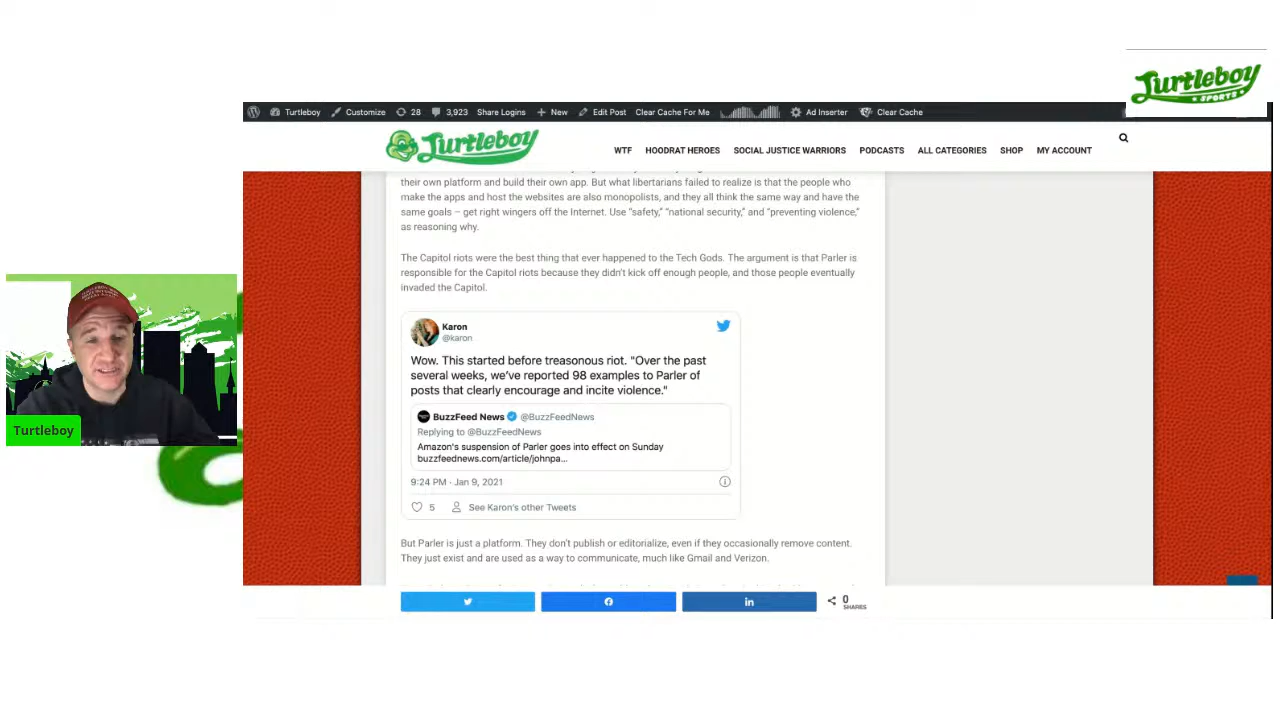 Turtleboy
SPORTS
Turtleboy Customize 28 3,923 Share Logins New Edit Post Clear Cache For Me Ad Inserter Clear Cache
Turtleboy
WTF HOODRAT HEROES SOCIAL JUSTICE WARRIORS PODCASTS ALL CATEGORIES SHOP MY ACCOUNT
their own platform and build their own app. But what libertarians failed to realize is that the people who
make the apps and host the websites are also monopolists, and they all think the same way and have the
same goals – get right wingers off the Internet. Use “safety,” “national security,” and “preventing violence,”
as reasoning why.
The Capitol riots were the best thing that ever happened to the Tech Gods. The argument is that Parler is
responsible for the Capitol riots because they didn’t kick off enough people, and those people eventually
invaded the Capitol.
Karon
@karon
Wow. This started before treasonous riot. "Over the past
several weeks, we’ve reported 98 examples to Parler of
posts that clearly encourage and incite violence."
BuzzFeed News @BuzzFeedNews
Replying to @BuzzFeedNews
Amazon's suspension of Parler goes into effect on Sunday
buzzfeednews.com/article/johnpa...
9:24 PM · Jan 9, 2021
5 See Karon's other Tweets
But Parler is just a platform. They don’t publish or editorialize, even if they occasionally remove content.
They just exist and are used as a way to communicate, much like Gmail and Verizon.
0
SHARES
Turtleboy